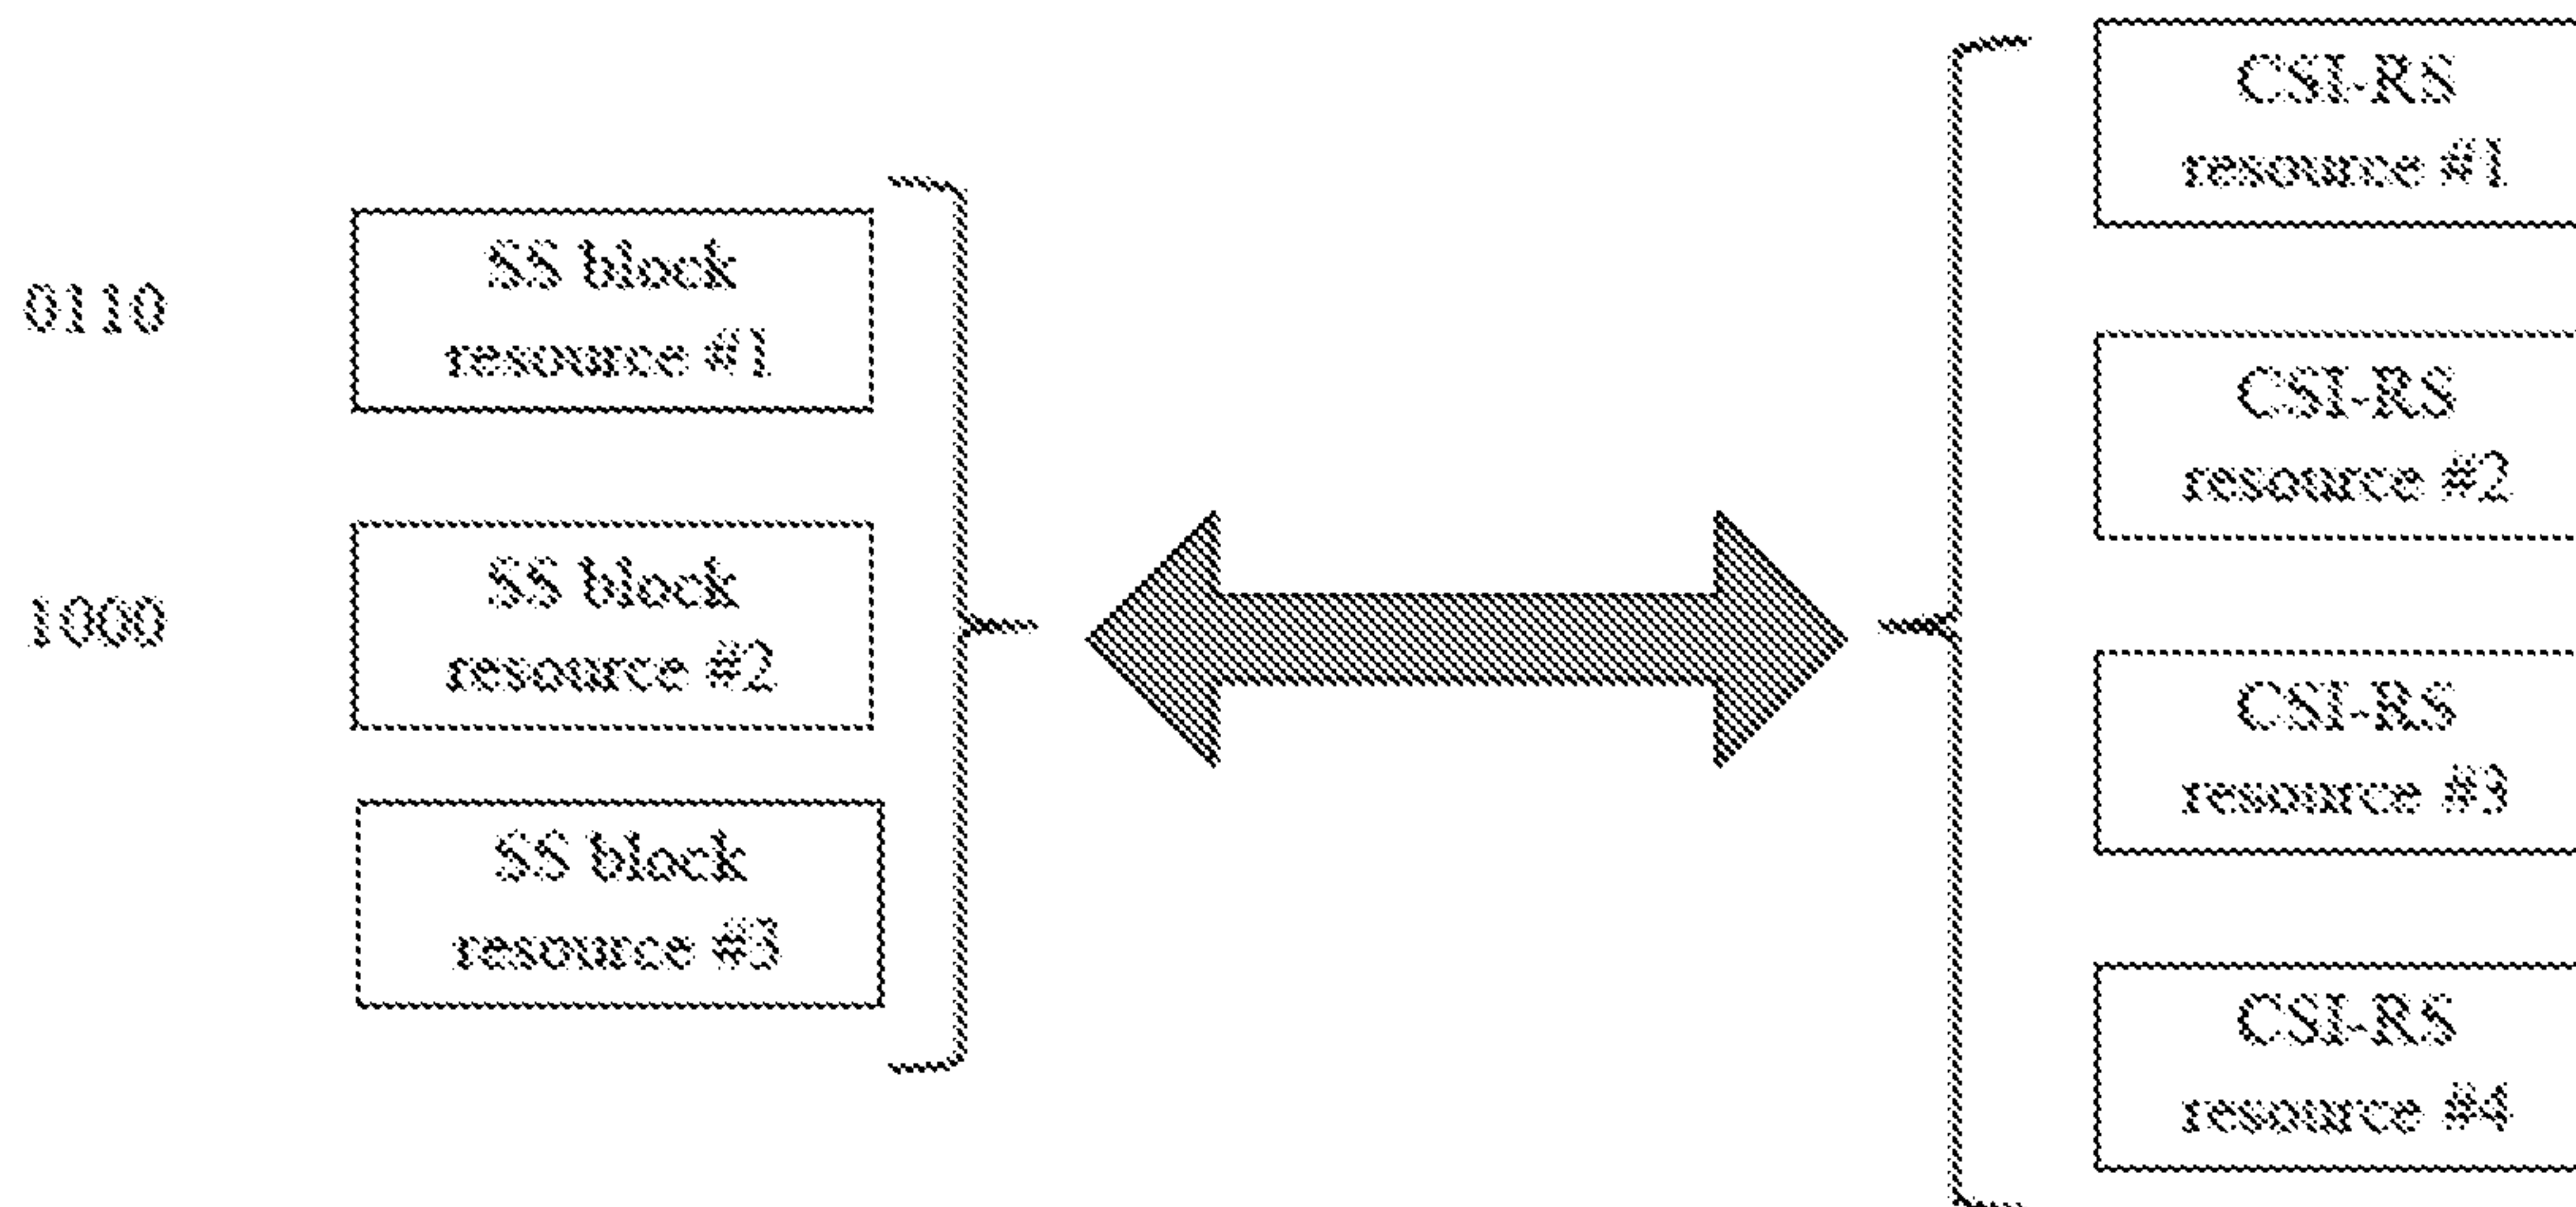 0110
SS block
resource #1
1000
SS block
resource #2
SS block
resource #3
CSI-RS
resource #1
CSI-RS
resource #2
CSI-RS
resource #3
CSI-RS
resource #4